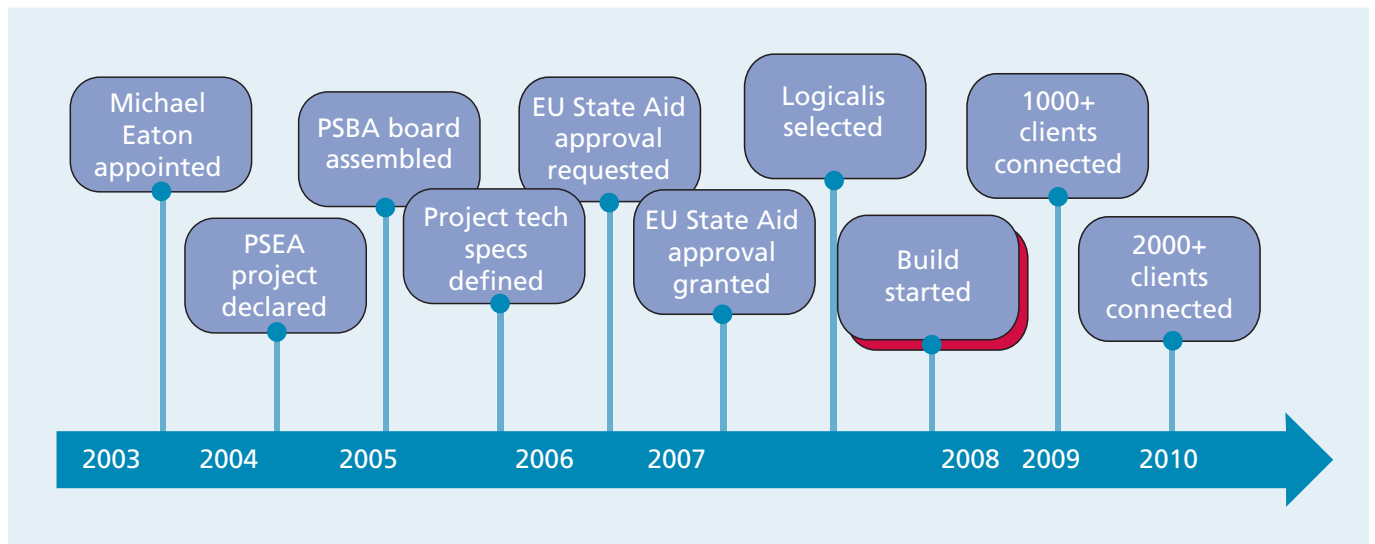 Michael
Eaton
appointed
PSEA
project
declared
PSBA board
assembled
Project tech
specs
defined
EU State Aid
approval
requested
EU State Aid
approval
granted
Logicalis
selected
Build
started
1000+
clients
connected
2000+
clients
connected
2003 2004 2005 2006 2007 2008 2009 2010